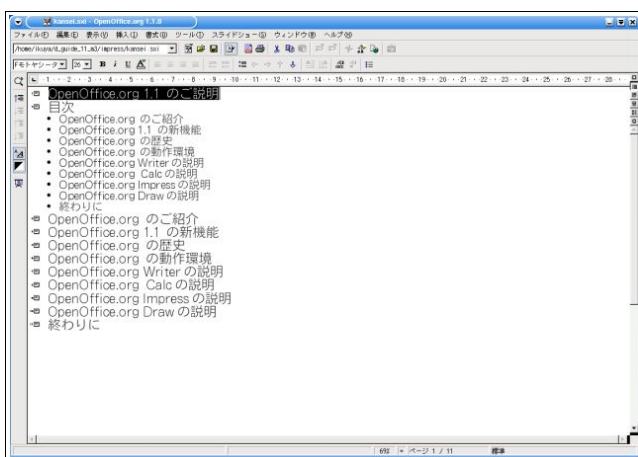 kansei.sxi - OpenOffice.org 1.1.0
ファイル(F) 編集(E) 表示(V) 挿入(I) 書式(O) ツール(T) スライドショー(S) ウィンドウ(W) ヘルプ(H)
26 B i U A
OpenOffice.org 1.1 のご説明
目次
• OpenOffice.org のご紹介
• OpenOffice.org 1.1 の新機能
• OpenOffice.org の歴史
• OpenOffice.org の動作環境
• OpenOffice.org Writer の説明
• OpenOffice.org Calc の説明
• OpenOffice.org Impress の説明
• OpenOffice.org Draw の説明
• 終わりに
OpenOffice.org のご紹介
OpenOffice.org 1.1 の新機能
OpenOffice.org の歴史
OpenOffice.org の動作環境
OpenOffice.org Writer の説明
OpenOffice.org Calc の説明
OpenOffice.org Impress の説明
OpenOffice.org Draw の説明
終わりに
69% ページ 1 / 11 標準